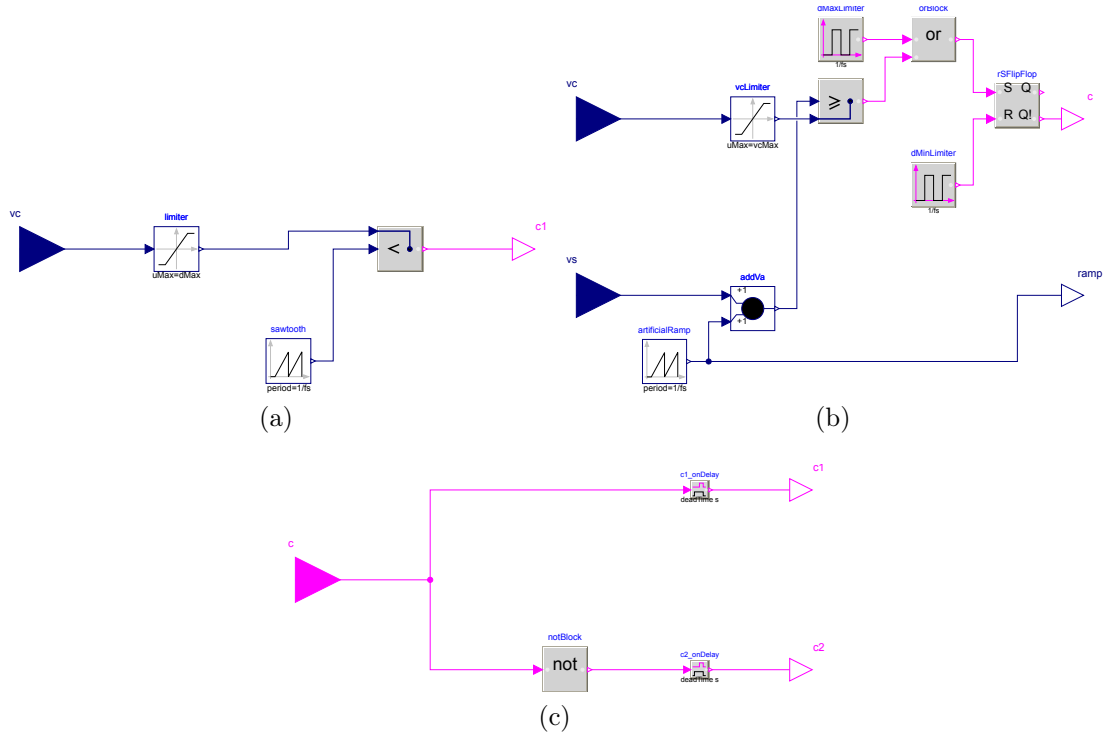 vc
limiter
uMax=dMax
sawtooth
period=1/fs
<
c1
(a)
dMaxLimiter
1/fs
orBlock
or
vc
vcLimiter
uMax=vcMax
≥
rSFlipFlop
S Q
R Q!
c
dMinLimiter
1/fs
vs
addVa
+1
+1
artificialRamp
period=1/fs
ramp
(b)
c
c1_onDelay
deadTime s
c1
notBlock
not
c2_onDelay
deadTime s
c2
(c)